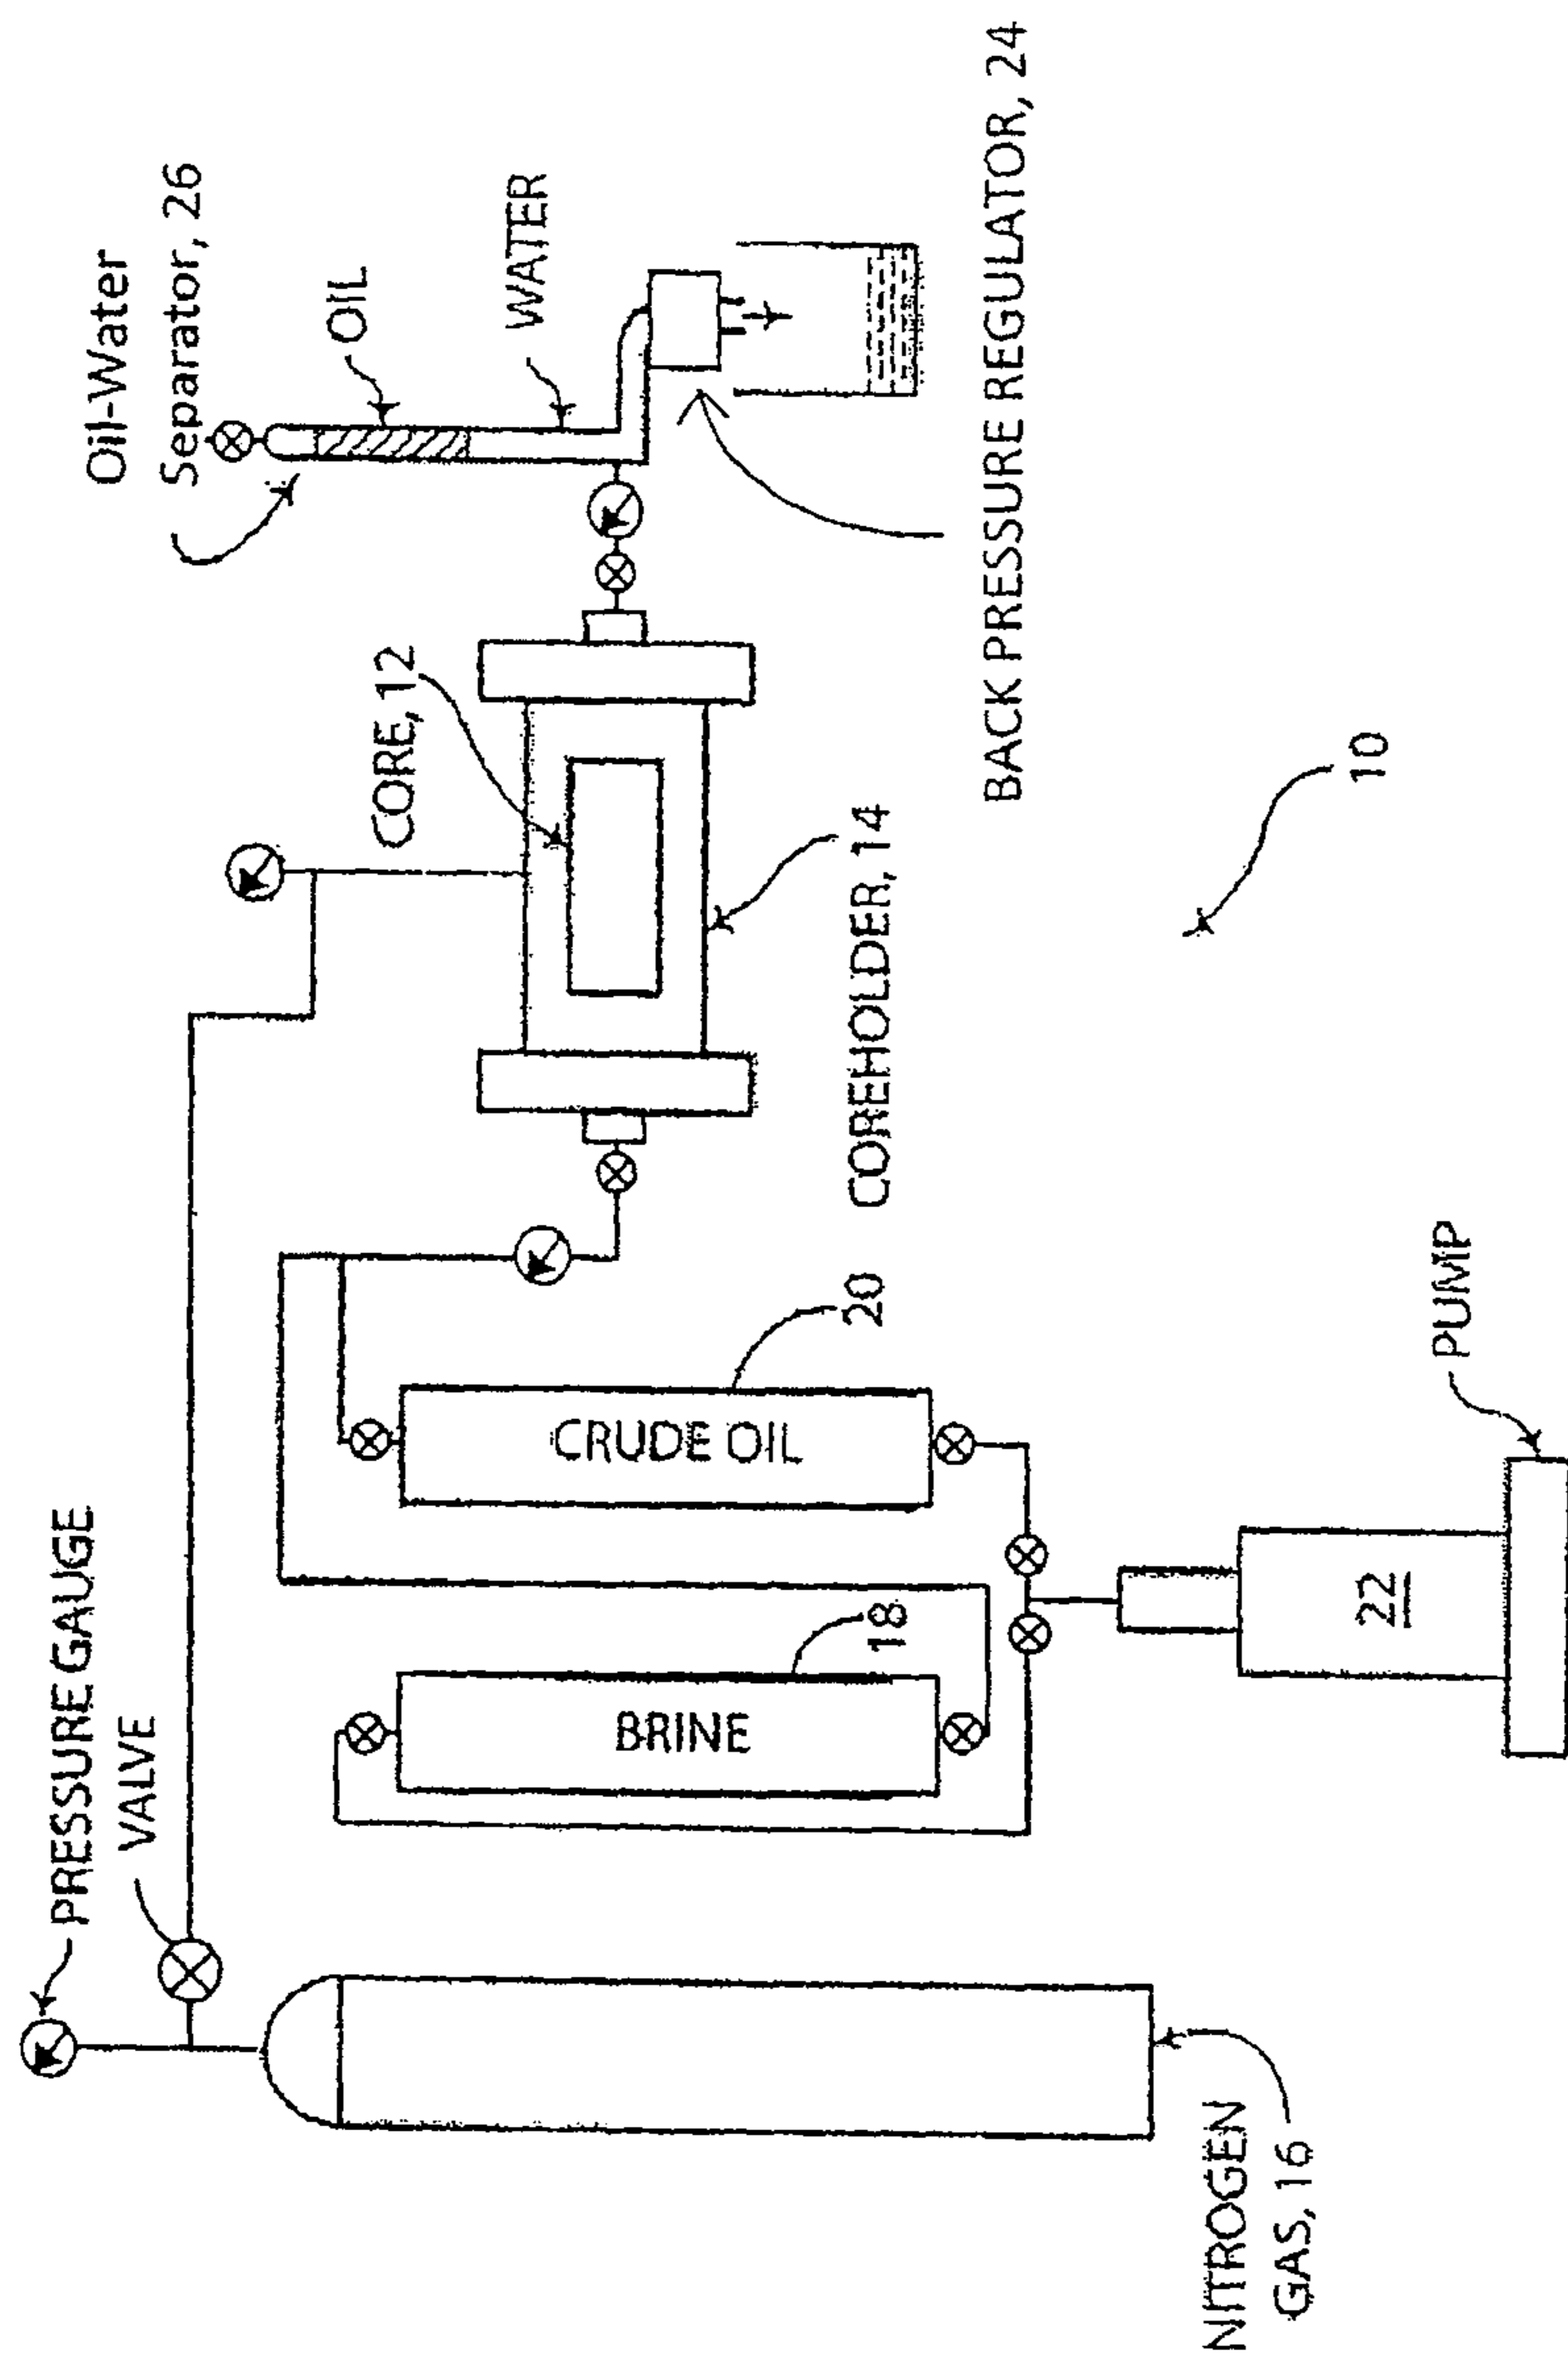 PRESSURE GAUGE
VALVE
NITROGEN
GAS, 16
BRINE
18
CRUDE OIL
20
22
PUMP
CORE, 12
COREHOLDER, 14
Oil-Water
Separator, 26
OIL
WATER
BACK PRESSURE REGULATOR, 24
10